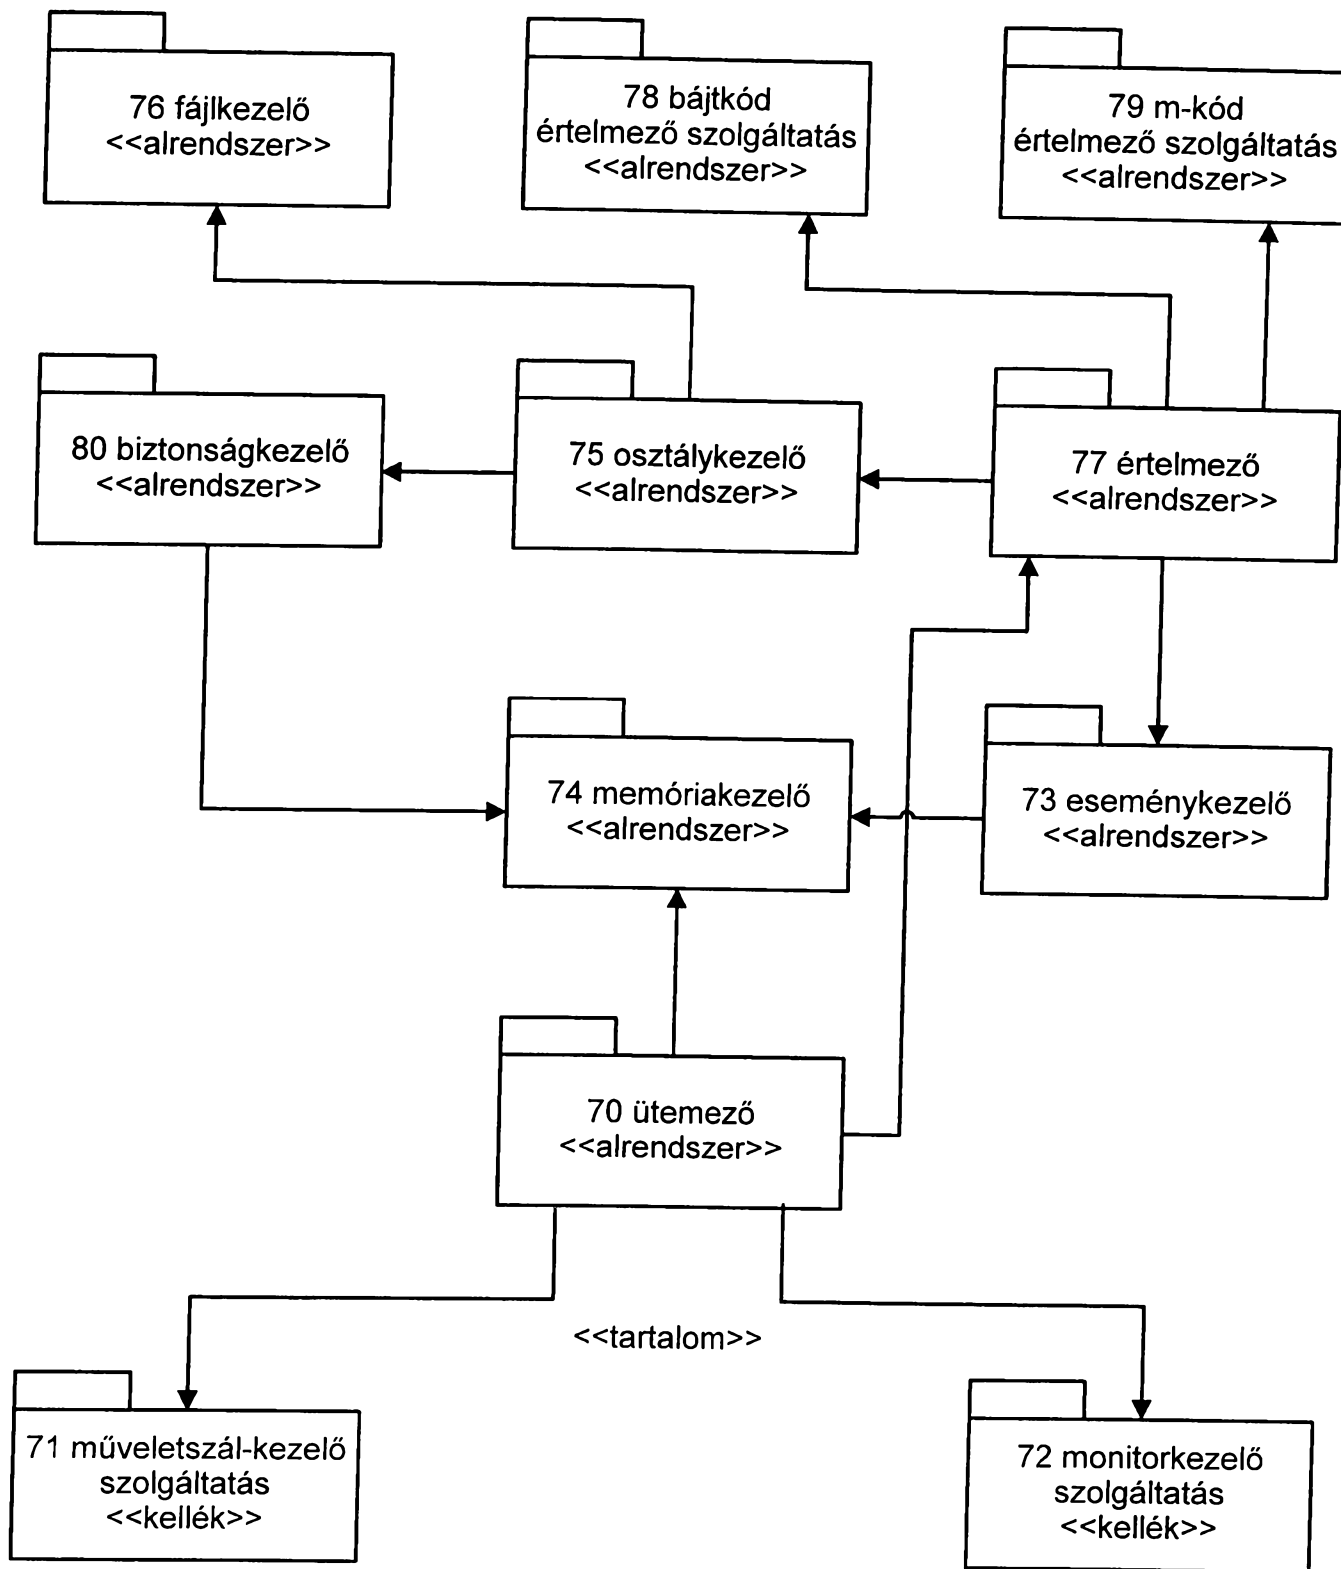 76 fájlkezelő
<<alrendszer>>
78 bájtkód
értelmező szolgáltatás
<<alrendszer>>
79 m-kód
értelmező szolgáltatás
<<alrendszer>>
80 biztonságkezelő
<<alrendszer>>
75 osztálykezelő
<<alrendszer>>
77 értelmező
<<alrendszer>>
74 memóriakezelő
<<alrendszer>>
73 eseménykezelő
<<alrendszer>>
70 ütemező
<<alrendszer>>
<<tartalom>>
71 műveletszál-kezelő
szolgáltatás
<<kellék>>
72 monitorkezelő
szolgáltatás
<<kellék>>